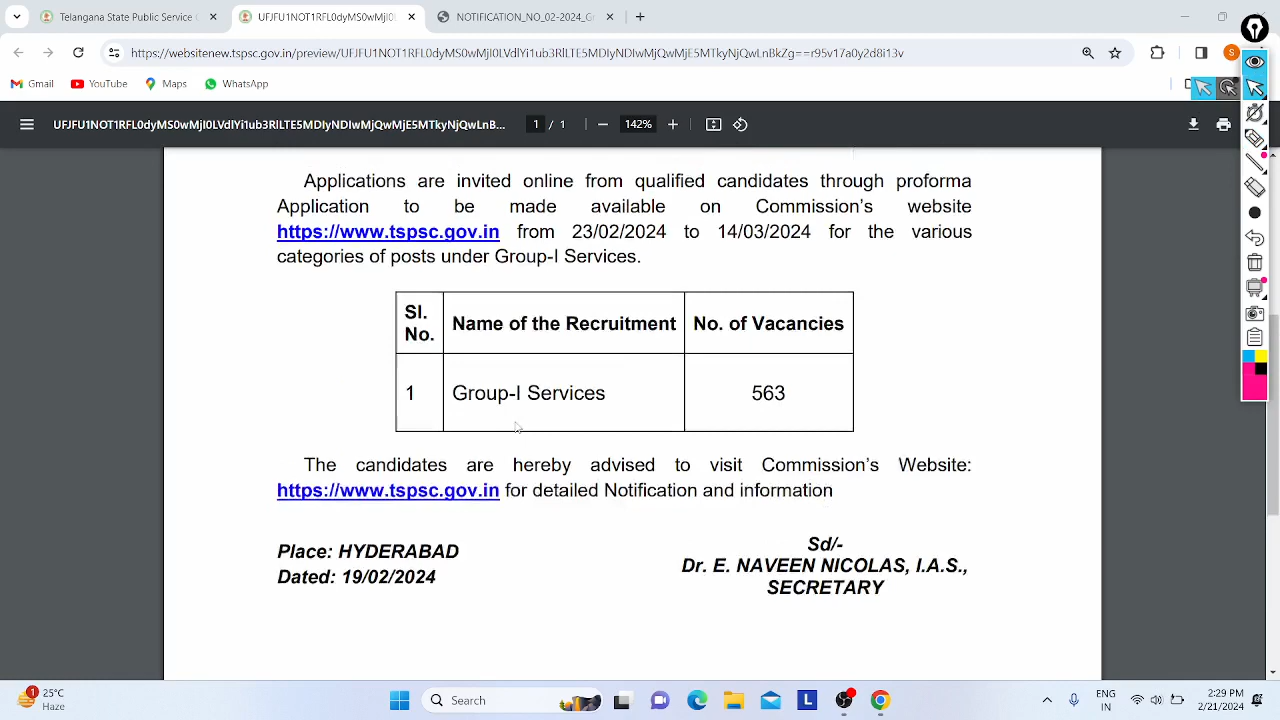 Telangana State Public Service (
UFJFU1NOT1RFL0dyMS0wMjI0LVdlYi
NOTIFICATION_NO_02-2024_G
https://websitenew.tspsc.gov.in/preview/UFJFU1NOT1RFL0dyMS0wMjI0LVdlYi1ub3RlLTE5MDIyNDIwMjQwMjE5MTkyNjQwLnBkZg==r95v17a0y2d8i13v
S
Gmail
YouTube
Maps
WhatsApp
UFJFU1NOT1RFL0dyMS0wMjI0LVdlYi1ub3RlLTE5MDIyNDIwMjQwMjE5MTkyNjQwLnB...
1 / 1
142%
Applications are invited online from qualified candidates through proforma
Application to be made available on Commission's website
https://www.tspsc.gov.in from 23/02/2024 to 14/03/2024 for the various
categories of posts under Group-I Services.
Sl. No. Name of the Recruitment No. of Vacancies
1 Group-I Services 563
The candidates are hereby advised to visit Commission's Website:
https://www.tspsc.gov.in for detailed Notification and information
Place: HYDERABAD
Dated: 19/02/2024
Sd/-
Dr. E. NAVEEN NICOLAS, I.A.S.,
SECRETARY
1
25°C
Haze
Search
L
ENG
IN
2:29 PM
2/21/2024